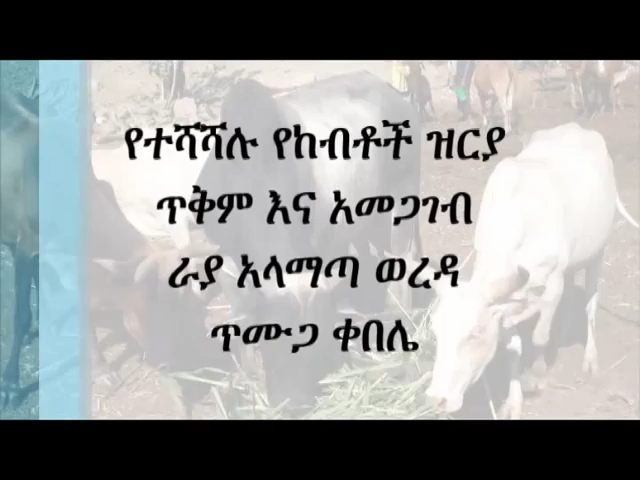 የተሻሻሉ የከብቶች ዝርያ
ጥቅም እና አመጋገብ
ራያ አላማጣ ወረዳ
ጥሙጋ ቀበሌ